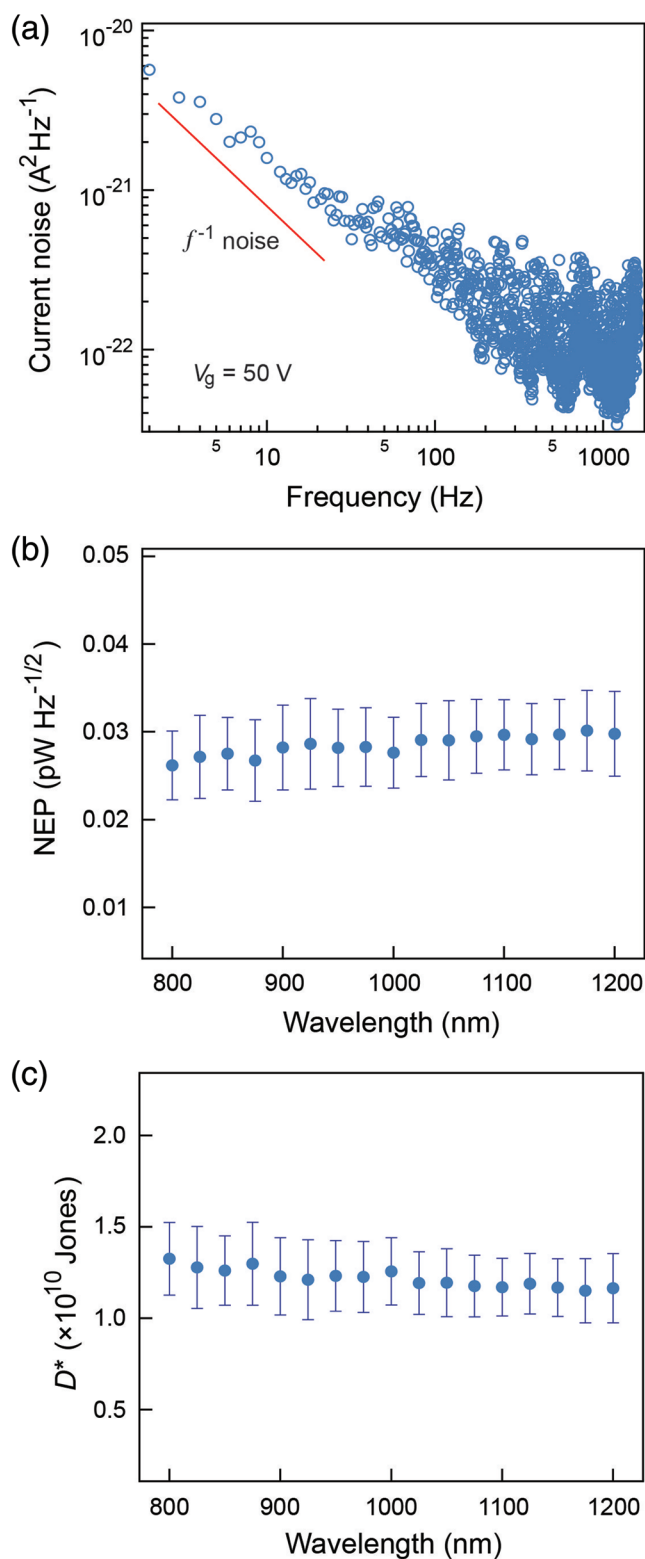 (a)
10⁻²⁰
10⁻²¹
10⁻²²
Current noise (A² Hz⁻¹)
f⁻¹ noise
Vg = 50 V
5 10 5 100 5 1000
Frequency (Hz)
(b)
0.05
0.04
0.03
0.02
0.01
NEP (pW Hz⁻¹/²)
800 900 1000 1100 1200
Wavelength (nm)
(c)
2.0
1.5
1.0
0.5
D* (×10¹⁰ Jones)
800 900 1000 1100 1200
Wavelength (nm)